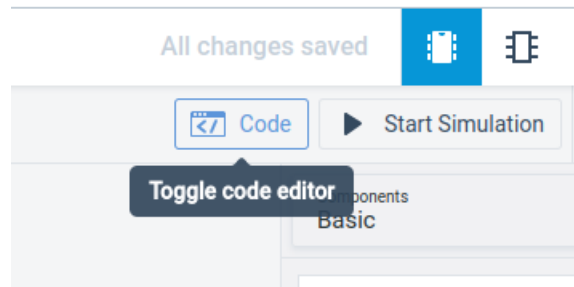 All changes saved
Code
Start Simulation
Toggle code editor
Basic